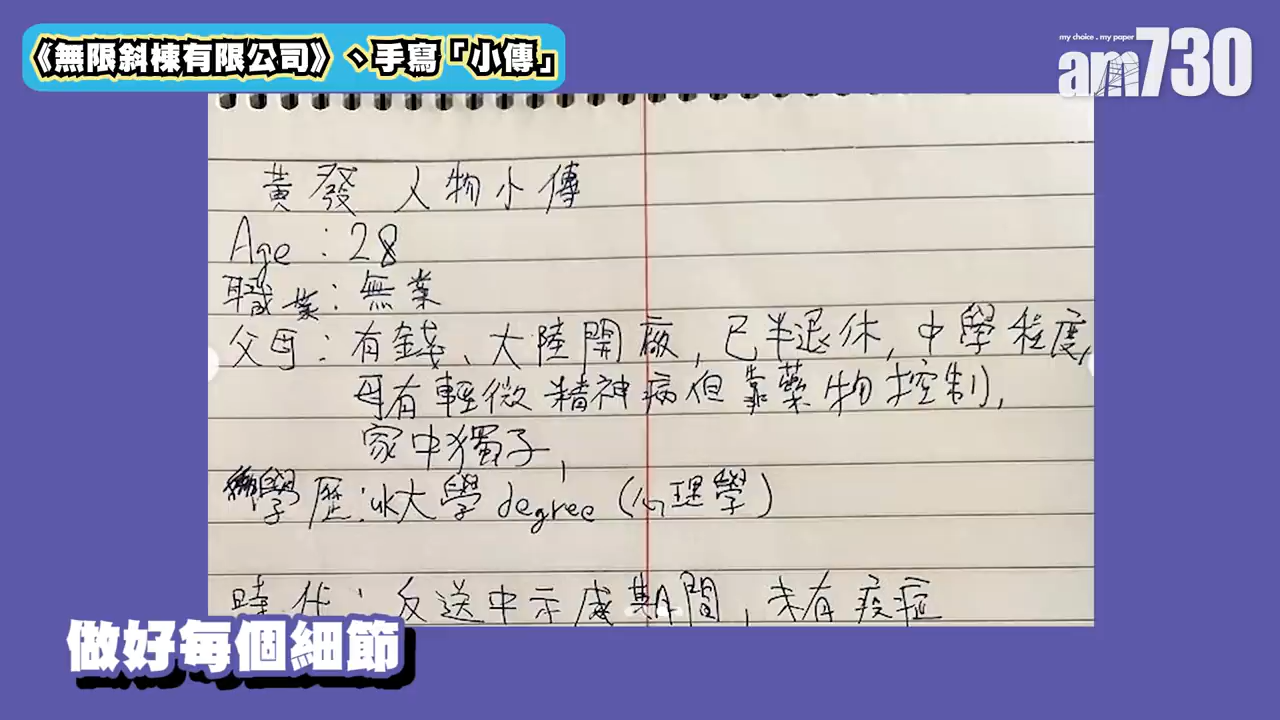 《無限斜棟有限公司》、手寫「小傳」
my choice . my paper
am730
黃發 人物小傳
Age : 28
職業：無業
父母：有錢、大陸開廠，已半退休，中學程度，
母有輕微精神病但靠藥物控制，
家中獨子，
學歷：uk大學 degree (心理學)
時代：反送中示威期間，未有疫症
做好每個細節